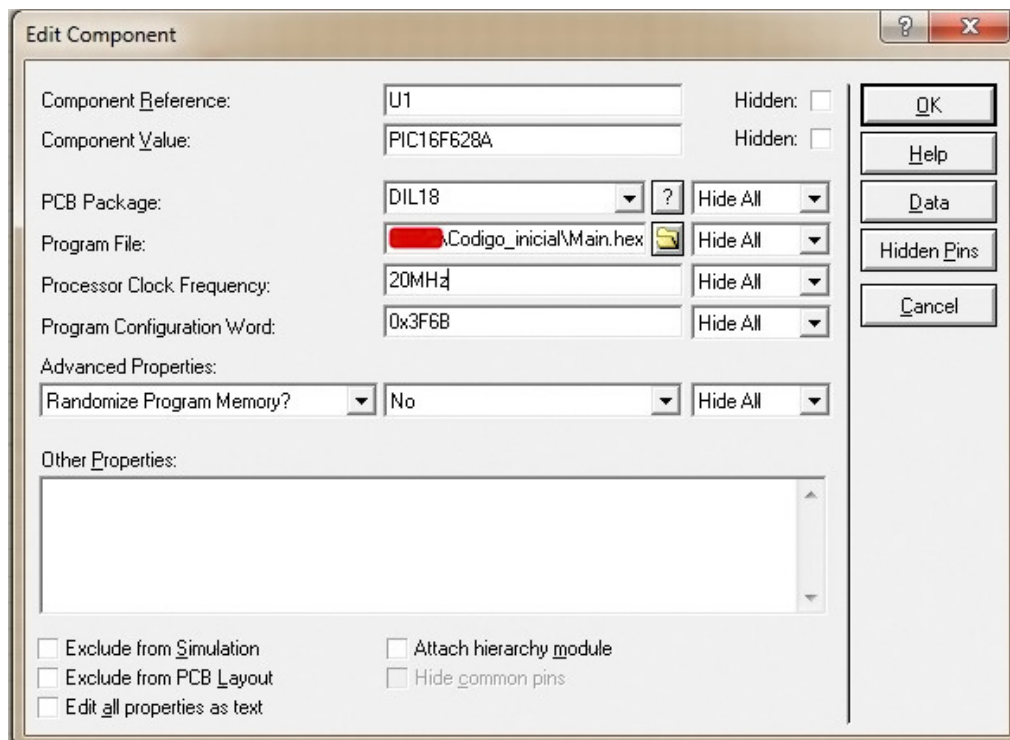 Edit Component
Component Reference: U1 Hidden:
Component Value: PIC16F628A Hidden:
PCB Package: DIL18 ? Hide All
Program File: \Codigo_inicial\Main.hex Hide All
Processor Clock Frequency: 20MHz Hide All
Program Configuration Word: 0x3F6B Hide All
Advanced Properties:
Randomize Program Memory? No Hide All
Other Properties:
Exclude from Simulation Attach hierarchy module
Exclude from PCB Layout Hide common pins
Edit all properties as text
OK
Help
Data
Hidden Pins
Cancel